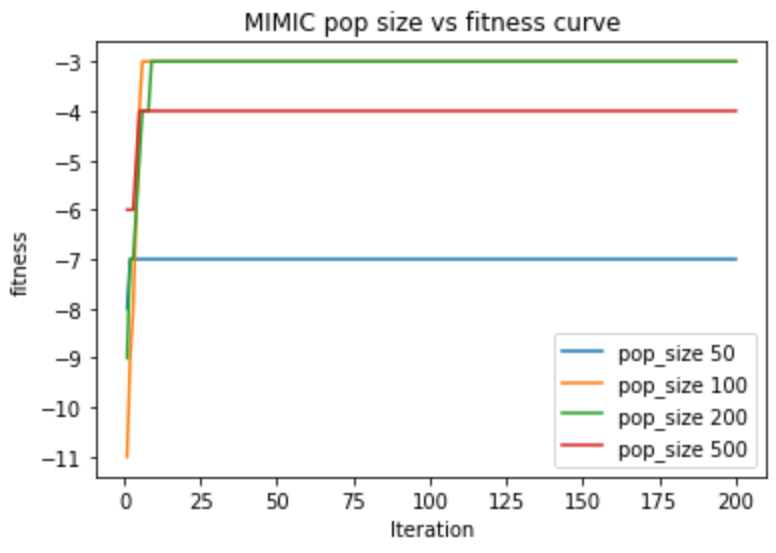 MIMIC pop size vs fitness curve
fitness
−3
−4
−5
−6
−7
−8
−9
−10
−11
pop_size 50
pop_size 100
pop_size 200
pop_size 500
0 25 50 75 100 125 150 175 200
Iteration